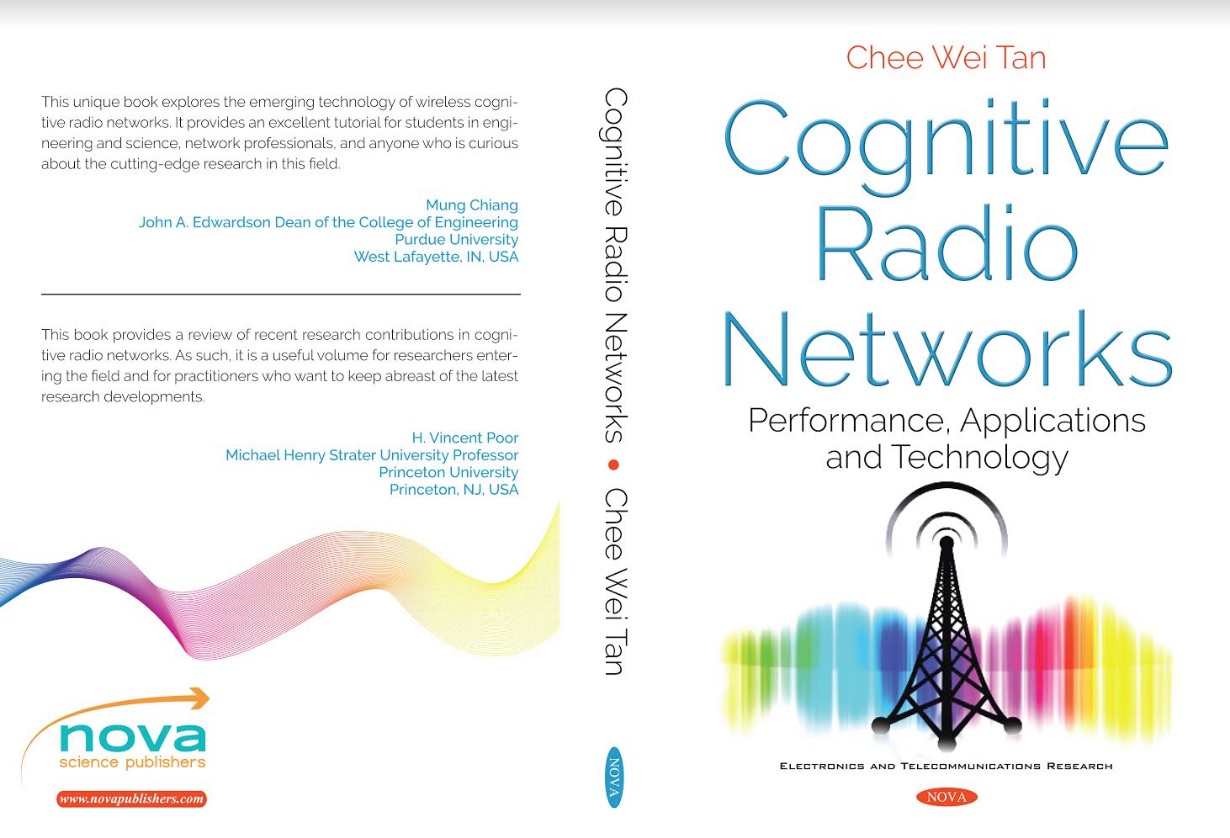 This unique book explores the emerging technology of wireless cogni-
tive radio networks. It provides an excellent tutorial for students in engi-
neering and science, network professionals, and anyone who is curious
about the cutting-edge research in this field.
Mung Chiang
John A. Edwardson Dean of the College of Engineering
Purdue University
West Lafayette, IN, USA
This book provides a review of recent research contributions in cogni-
tive radio networks. As such, it is a useful volume for researchers enter-
ing the field and for practitioners who want to keep abreast of the latest
research developments.
H. Vincent Poor
Michael Henry Strater University Professor
Princeton University
Princeton, NJ, USA
nova
science publishers
www.novapublishers.com
Cognitive Radio Networks • Chee Wei Tan
NOVA
Chee Wei Tan
Cognitive
Radio
Networks
Performance, Applications
and Technology
Electronics and Telecommunications Research
NOVA